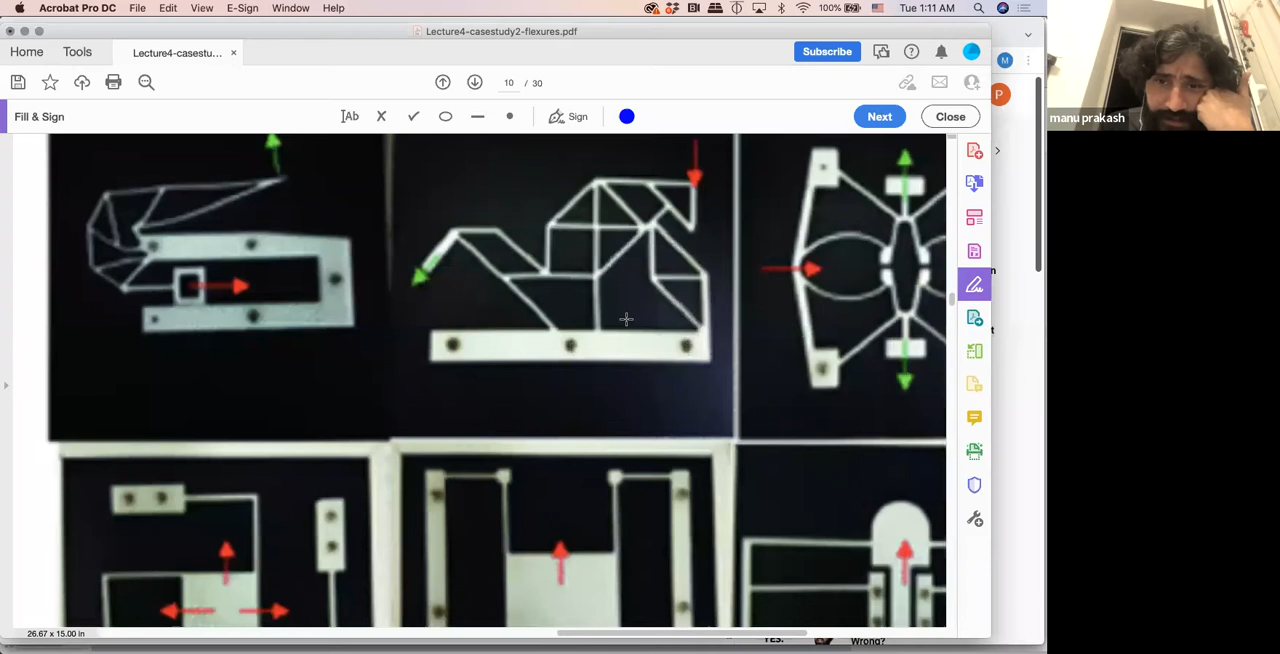 Acrobat Pro DC File Edit View E-Sign Window Help 100% Tue 1:11 AM
Lecture4-casestudy2-flexures.pdf
Home Tools Lecture4-casestu... × Subscribe
10 / 30
M
Fill & Sign Ab Sign Next Close
P
manu prakash
n
t
26.67 x 15.00 in
YES. Wrong?